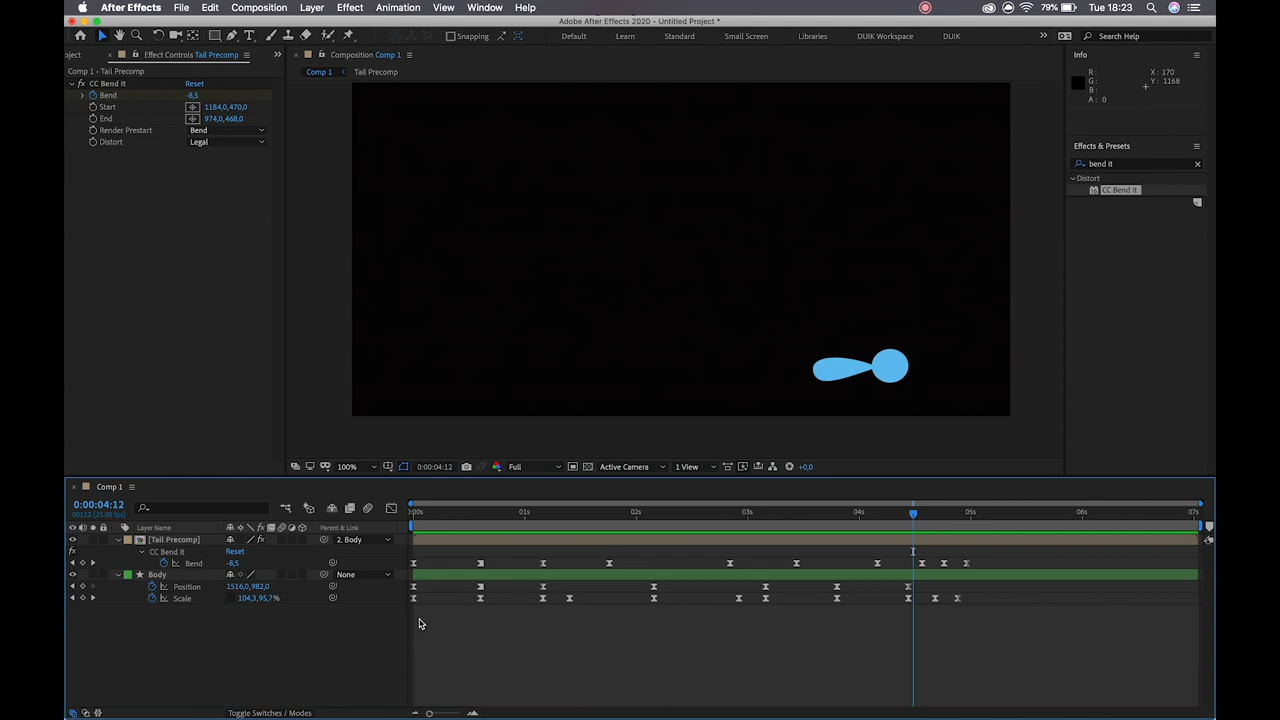 After Effects File Edit Composition Layer Effect Animation View Window Help 79% Tue 18:23
Adobe After Effects 2020 - Untitled Project *
Snapping Default Learn Standard Small Screen Libraries DUIK Workspace DUIK Search Help
oject Effect Controls Tail Precomp Composition Comp 1 Info
Comp 1 • Tail Precomp Comp 1 Tail Precomp
fx CC Bend It Reset
Bend -8,5
Start 1184,0,470,0
End 974,0,468,0
Render Prestart Bend
Distort Legal
R: X: 170
G: Y: 1168
B:
A: 0
Effects & Presets
bend it
Distort
CC Bend It
100% 0:00:04:12 Full Active Camera 1 View +0,0
Comp 1
0:00:04:12
00112 (25.00 fps)
:00s 01s 02s 03s 04s 05s 06s 07s
Layer Name Parent & Link
[Tail Precomp] 2. Body
CC Bend It Reset
Bend -8,5
Body None
Position 1516,0,982,0
Scale 104,3,95,7%
Toggle Switches / Modes